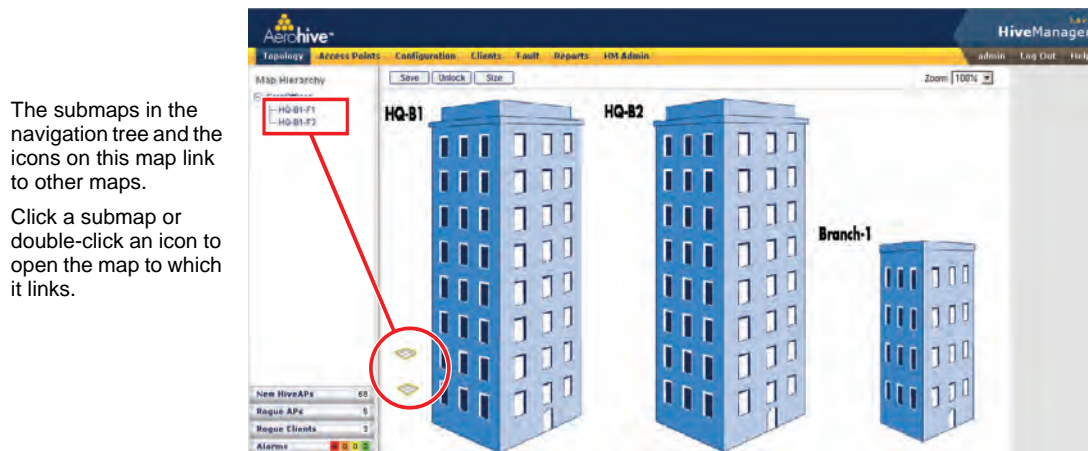 The submaps in the
navigation tree and the
icons on this map link
to other maps.
Click a submap or
double-click an icon to
open the map to which
it links.
Aerohive
HiveManager
Topology Access Points Configuration Clients Fault Reports HM Admin
admin Log Out Help
Map Hierarchy
Save Unlock Size
Zoom 100%
HQ-B1-F1
HQ-B1-F2
HQ-B1
HQ-B2
Branch-1
New HiveAPs 68
Rogue APs
Rogue Clients
Alarms